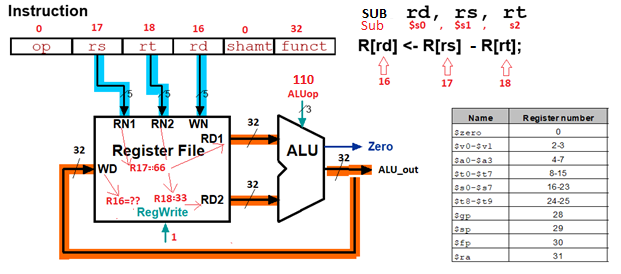 Instruction
0 17 18 16 0 32
op rs rt rd shamt funct
5 5 5
RN1 RN2 WN
RD1
Register File
R17=66
WD
R16=??
R18=33
RD2
RegWrite
1
32
32
32
110
ALUop
3
ALU
Zero
32
ALU_out
SUB rd, rs, rt
Sub $s0 , $s1 , s2
R[rd] <- R[rs] - R[rt];
16 17 18
Name Register number
$zero 0
$v0-$v1 2-3
$a0-$a3 4-7
$t0-$t7 8-15
$s0-$s7 16-23
$t8-$t9 24-25
$gp 28
$sp 29
$fp 30
$ra 31